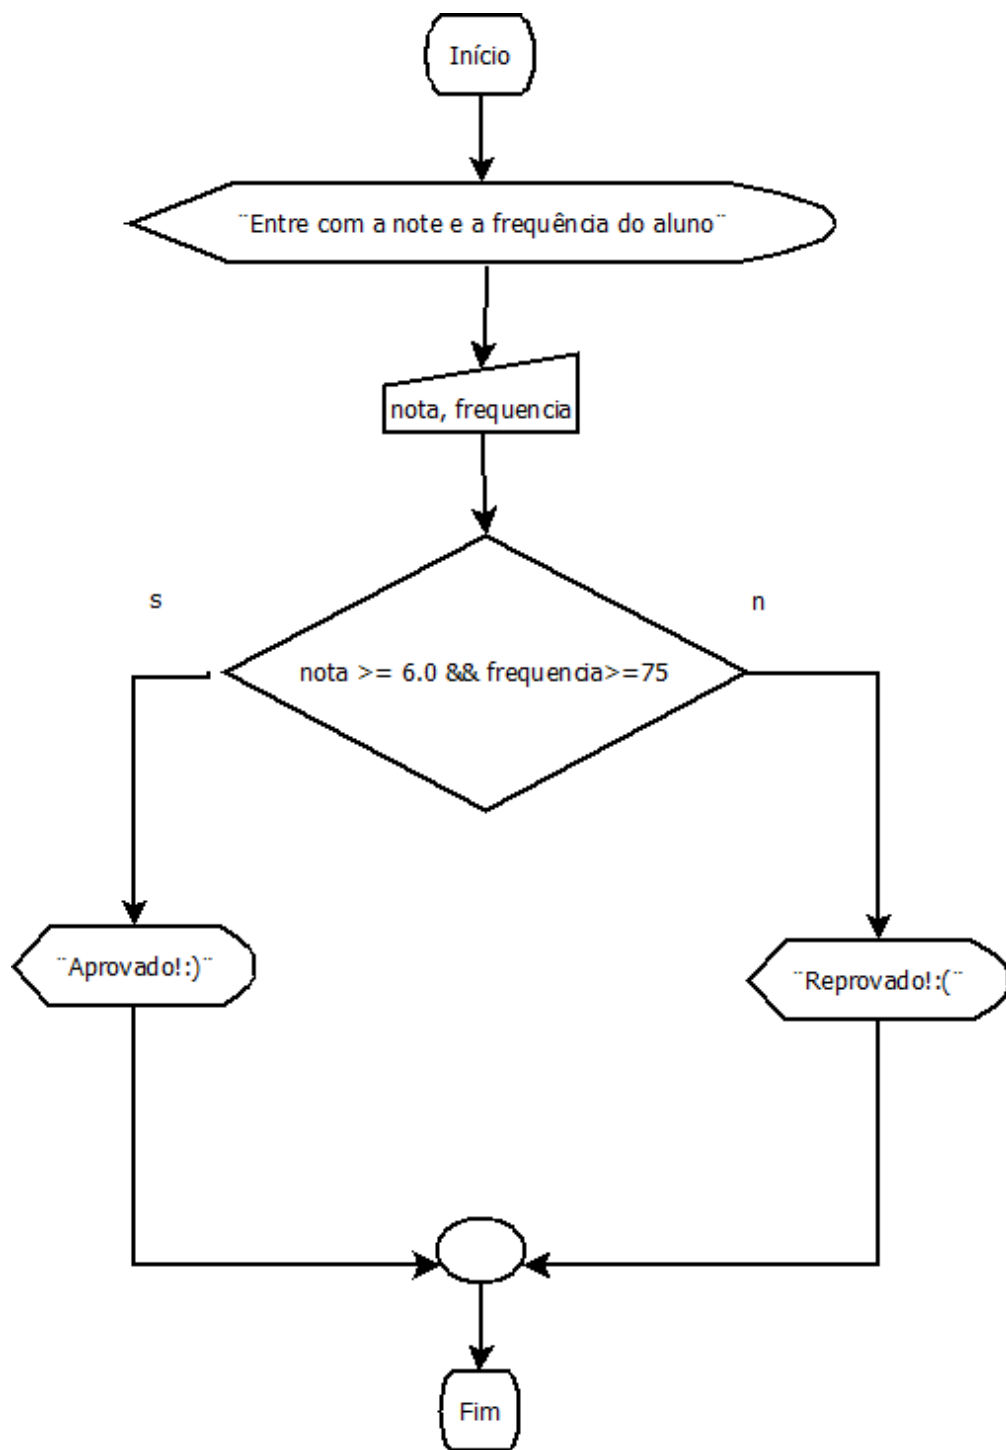 Início
¨Entre com a note e a frequência do aluno¨
nota, frequencia
s
n
nota >= 6.0 && frequencia>=75
¨Aprovado!:)¨
¨Reprovado!:(¨
Fim